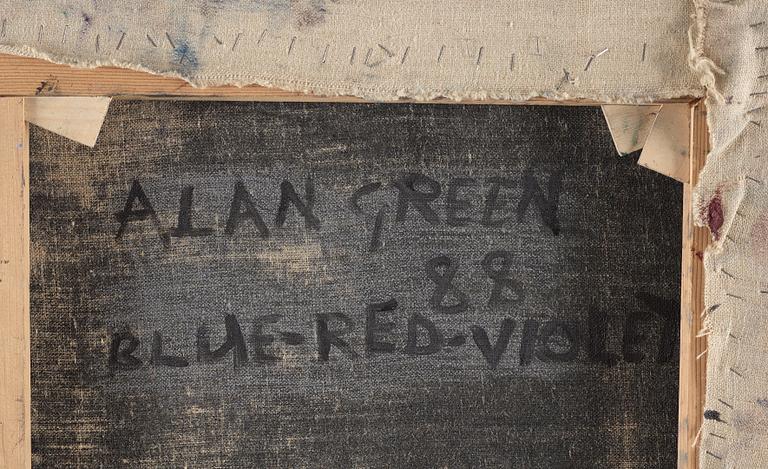 ALAN GREEN
88
BLUE-RED-VIOLET